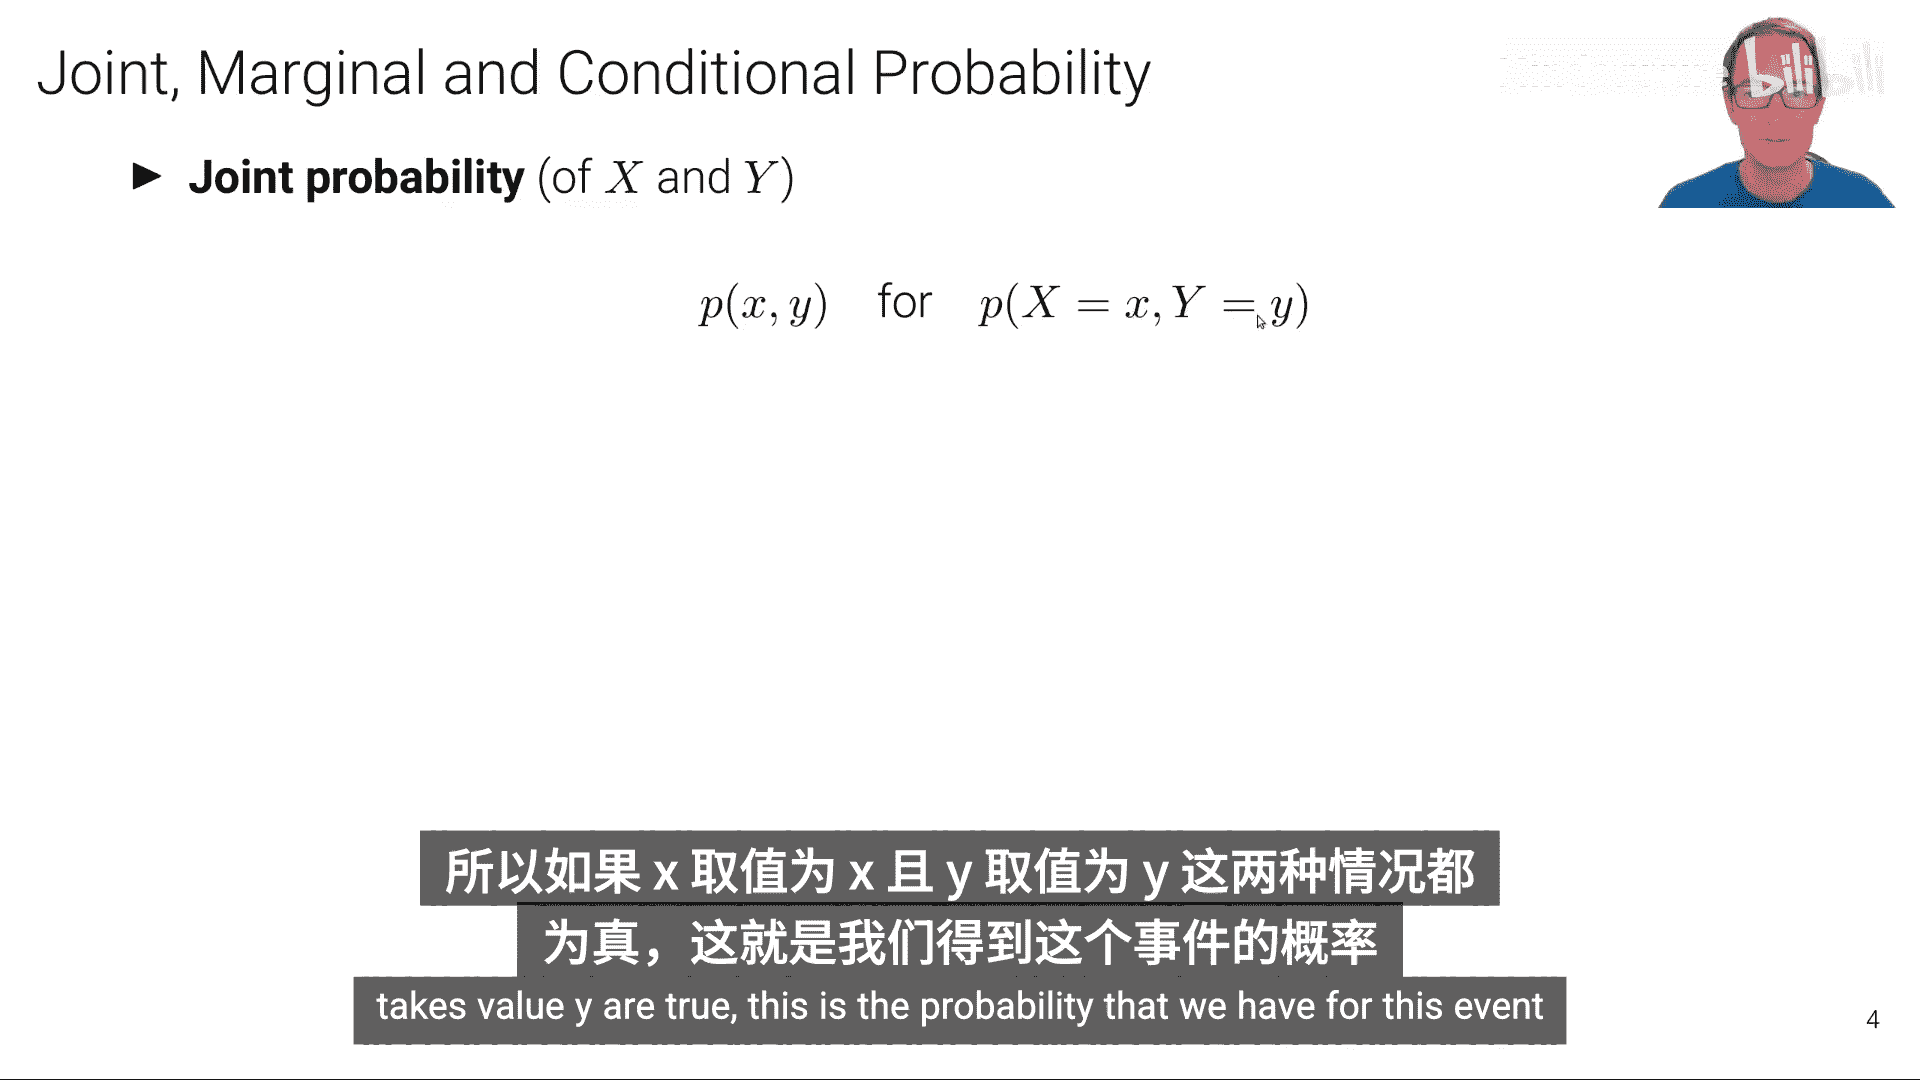 Joint, Marginal and Conditional Probability
bilibili
► Joint probability (of X and Y)
p(x, y) for p(X = x, Y = y)
所以如果 x 取值为 x 且 y 取值为 y 这两种情况都
为真，这就是我们得到这个事件的概率
takes value y are true, this is the probability that we have for this event
4